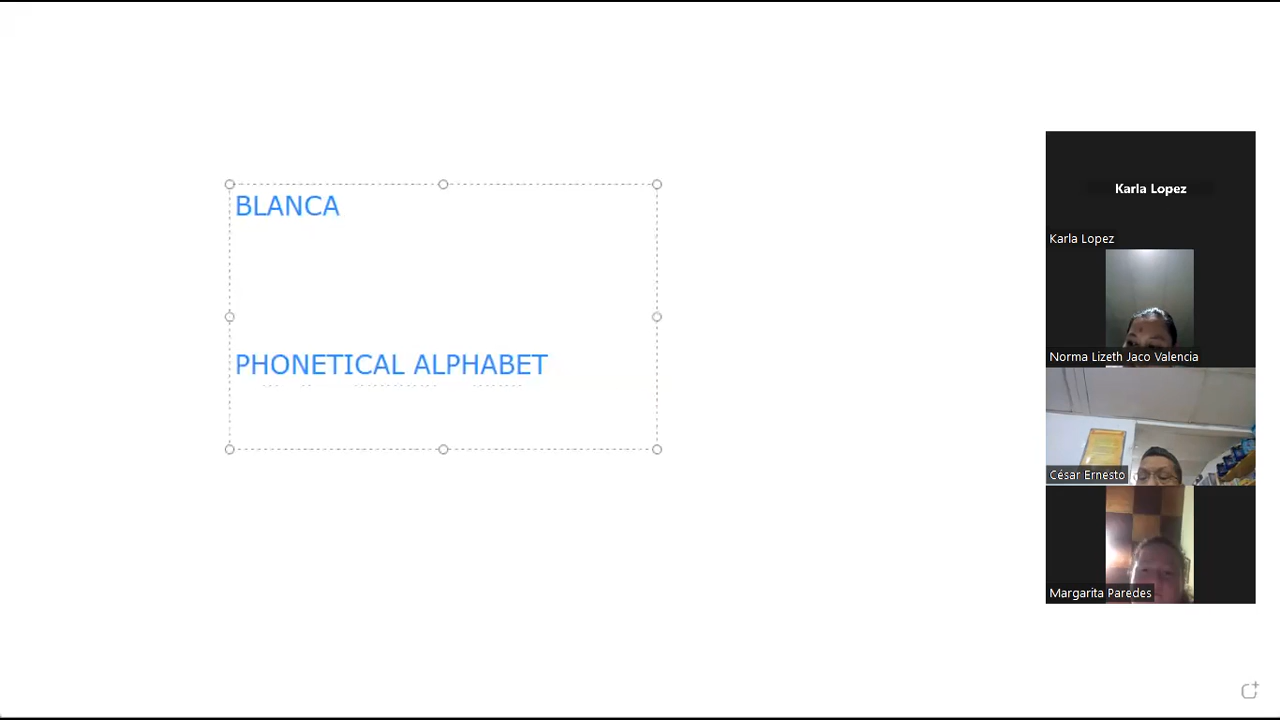 BLANCA
PHONETICAL ALPHABET
Karla Lopez
Karla Lopez
Norma Lizeth Jaco Valencia
César Ernesto
Margarita Paredes